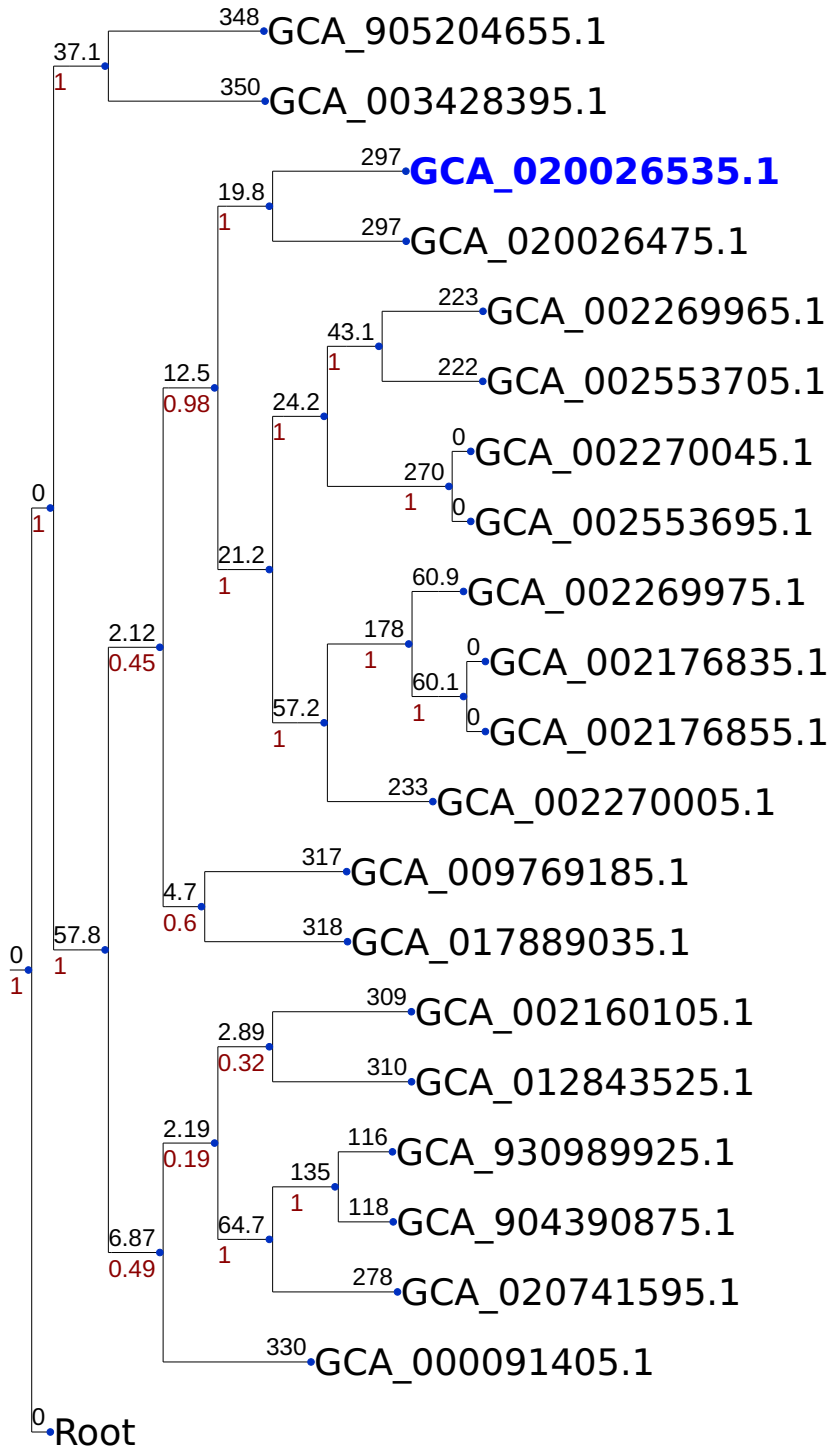 348
GCA_905204655.1
37.1
1
350
GCA_003428395.1
297
GCA_020026535.1
19.8
1
297
GCA_020026475.1
223
GCA_002269965.1
43.1
1
12.5
0.98
222
GCA_002553705.1
24.2
1
0
GCA_002270045.1
270
1
0
0
1
GCA_002553695.1
21.2
1
60.9
GCA_002269975.1
2.12
0.45
178
1
0
GCA_002176835.1
60.1
1
57.2
1
0
GCA_002176855.1
233
GCA_002270005.1
317
GCA_009769185.1
4.7
0.6
318
GCA_017889035.1
57.8
1
0
1
309
GCA_002160105.1
2.89
0.32
310
GCA_012843525.1
2.19
0.19
116
GCA_930989925.1
135
1
118
GCA_904390875.1
64.7
1
6.87
0.49
278
GCA_020741595.1
330
GCA_000091405.1
0
Root